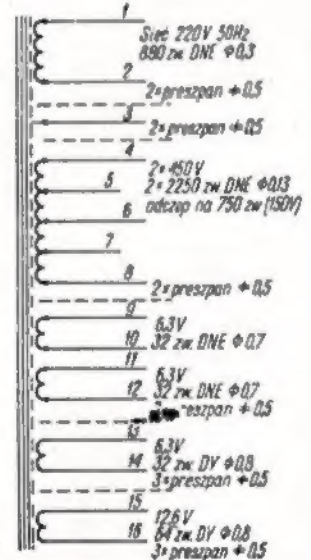 1
Sieć 220V 50Hz
890 zw. DNE Φ0,3
2
2×preszpan ≠0,5
3
2×preszpan ≠0,5
4
2×450V
5
2×2250 zw. DNE Φ0,13
odczep na 750 zw (150V)
6
7
8
2×preszpan ≠0,5
9
6,3V
10
32 zw. DNE Φ0,7
11
6,3V
12
32 zw. DNE Φ0,7
preszpan ≠0,5
13
6,3V
14
32 zw. DY Φ0,8
3×preszpan ≠0,5
15
12,6V
16
64 zw. DY Φ0,8
3×preszpan ≠0,5